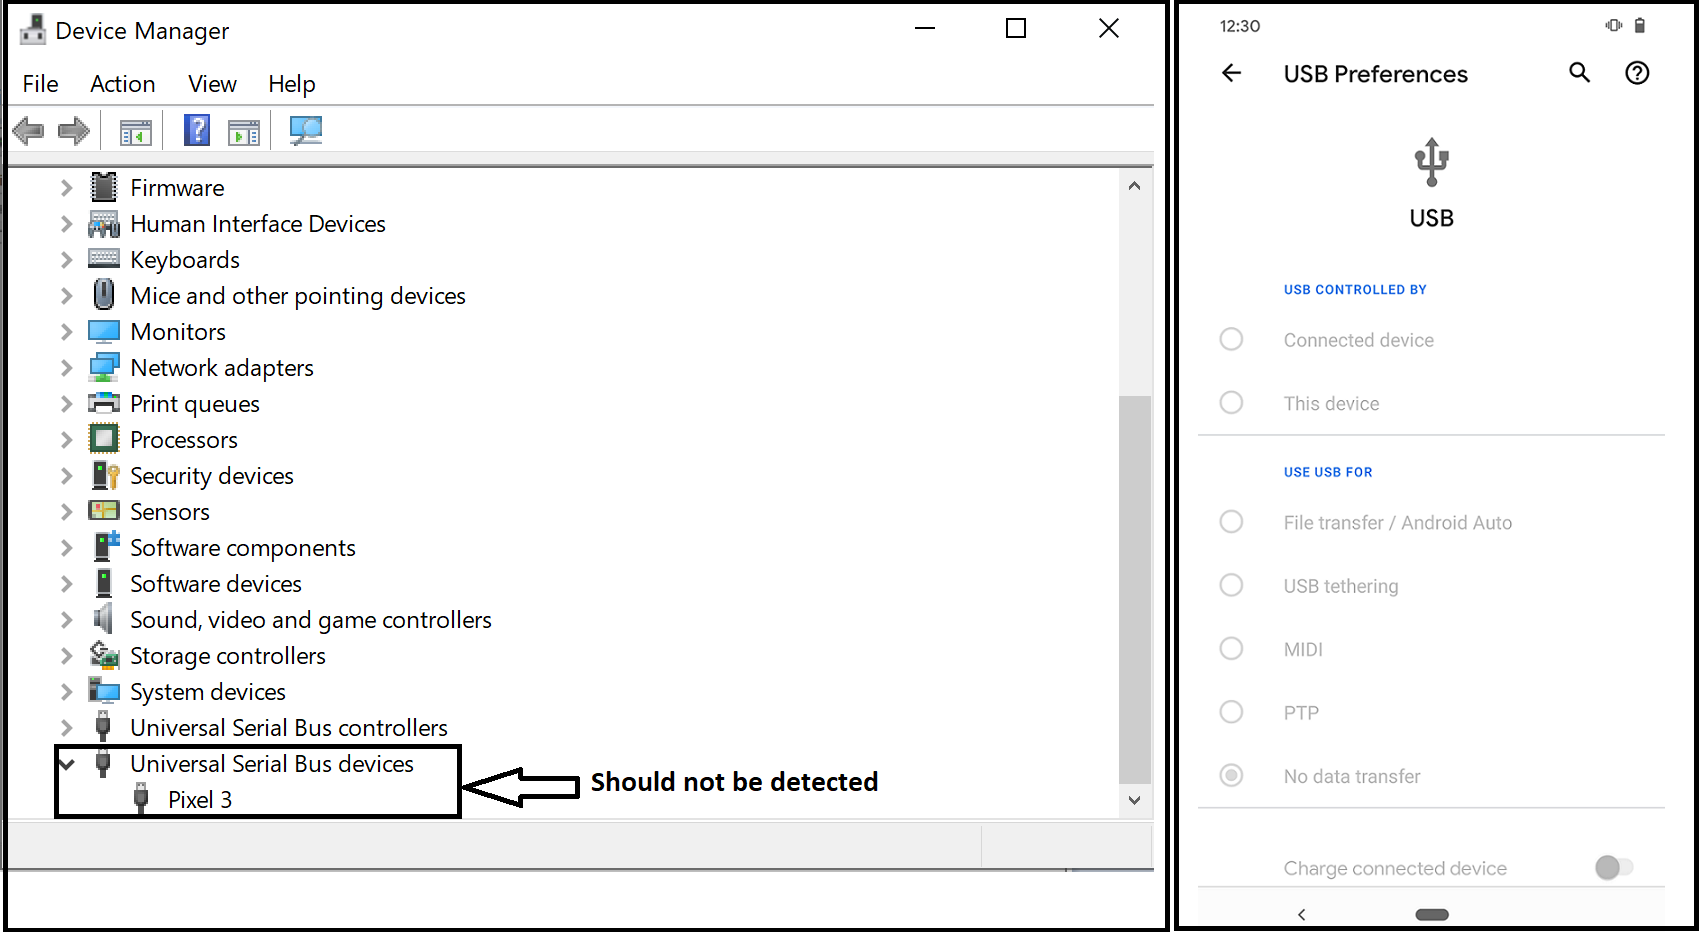 Device Manager
File Action View Help
Firmware
Human Interface Devices
Keyboards
Mice and other pointing devices
Monitors
Network adapters
Print queues
Processors
Security devices
Sensors
Software components
Software devices
Sound, video and game controllers
Storage controllers
System devices
Universal Serial Bus controllers
Universal Serial Bus devices
Pixel 3
Should not be detected
12:30
USB Preferences
USB
USB CONTROLLED BY
Connected device
This device
USE USB FOR
File transfer / Android Auto
USB tethering
MIDI
PTP
No data transfer
Charge connected device